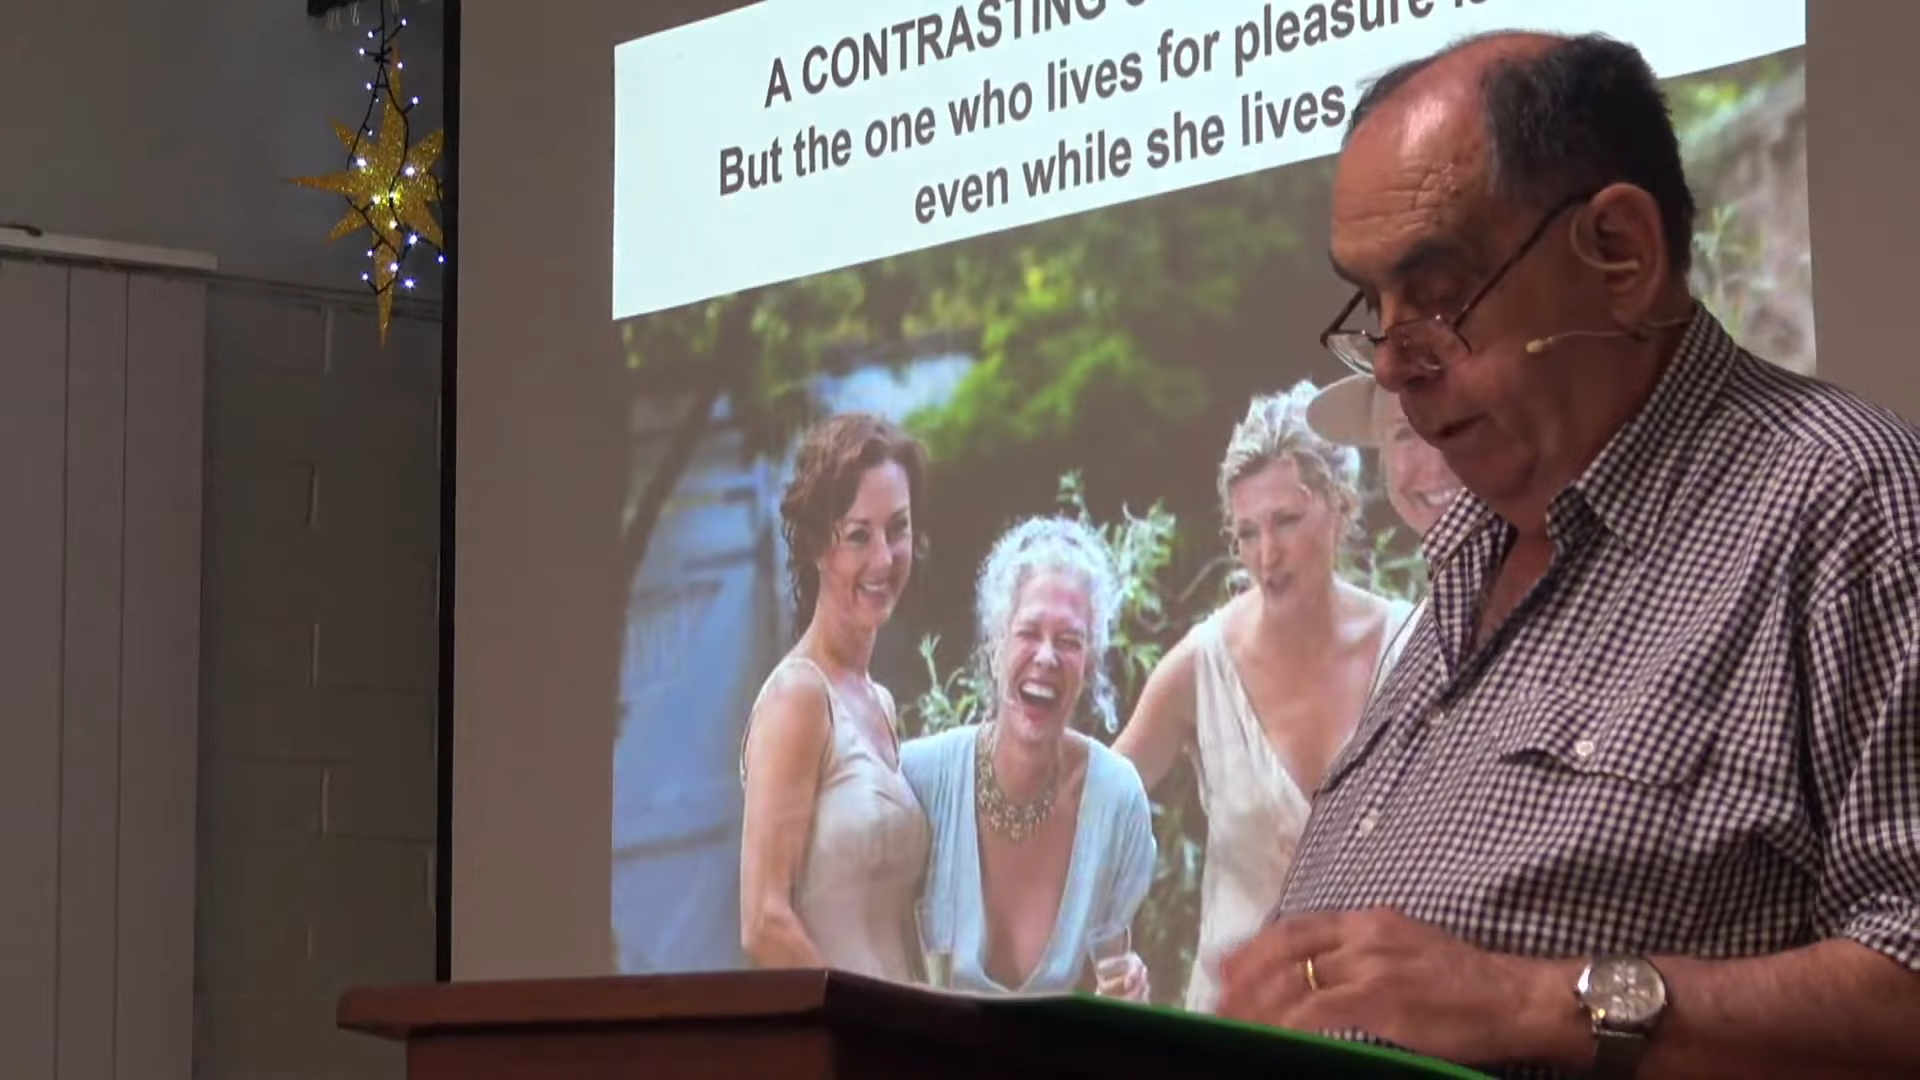 A CONTRASTING
But the one who lives for pleasure
even while she lives